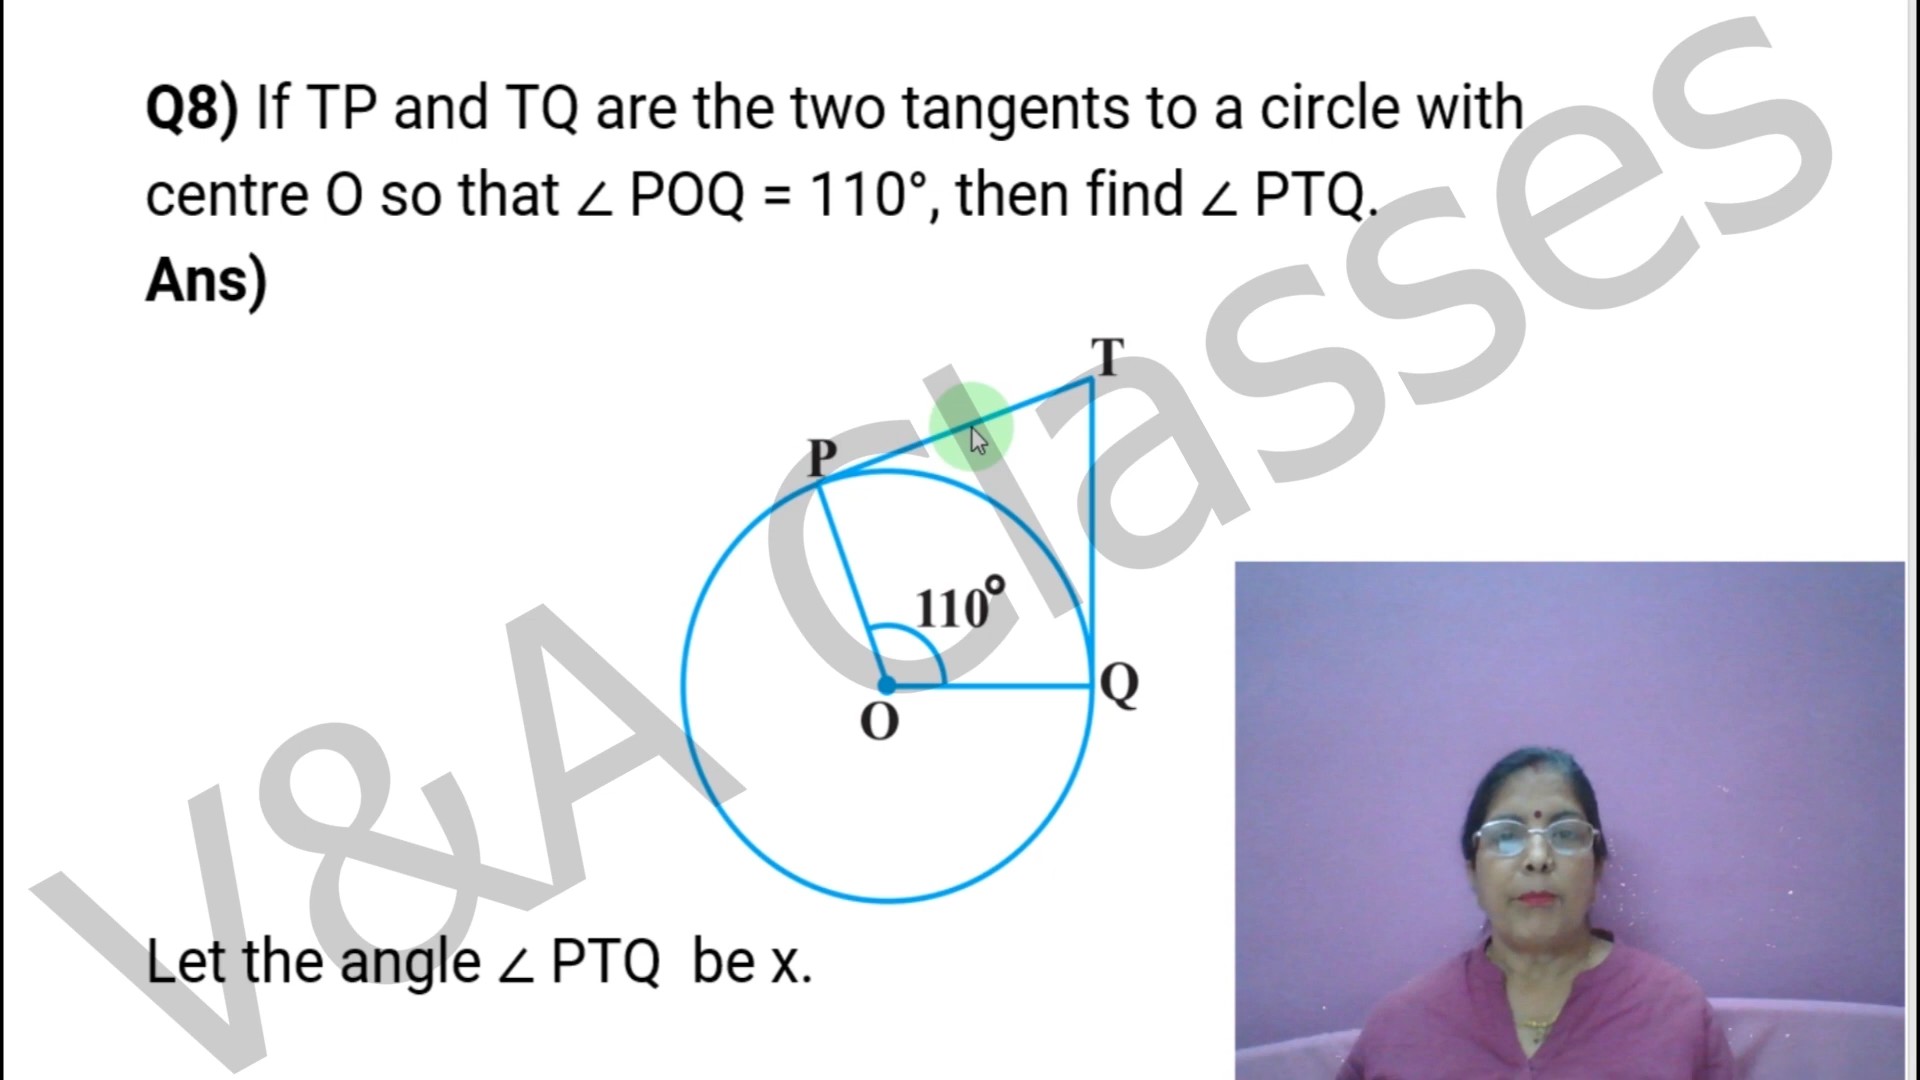 Q8) If TP and TQ are the two tangents to a circle with
centre O so that ∠ POQ = 110°, then find ∠ PTQ.
Ans)
T
P
110°
Q
O
Let the angle ∠ PTQ be x.
V&A Classes